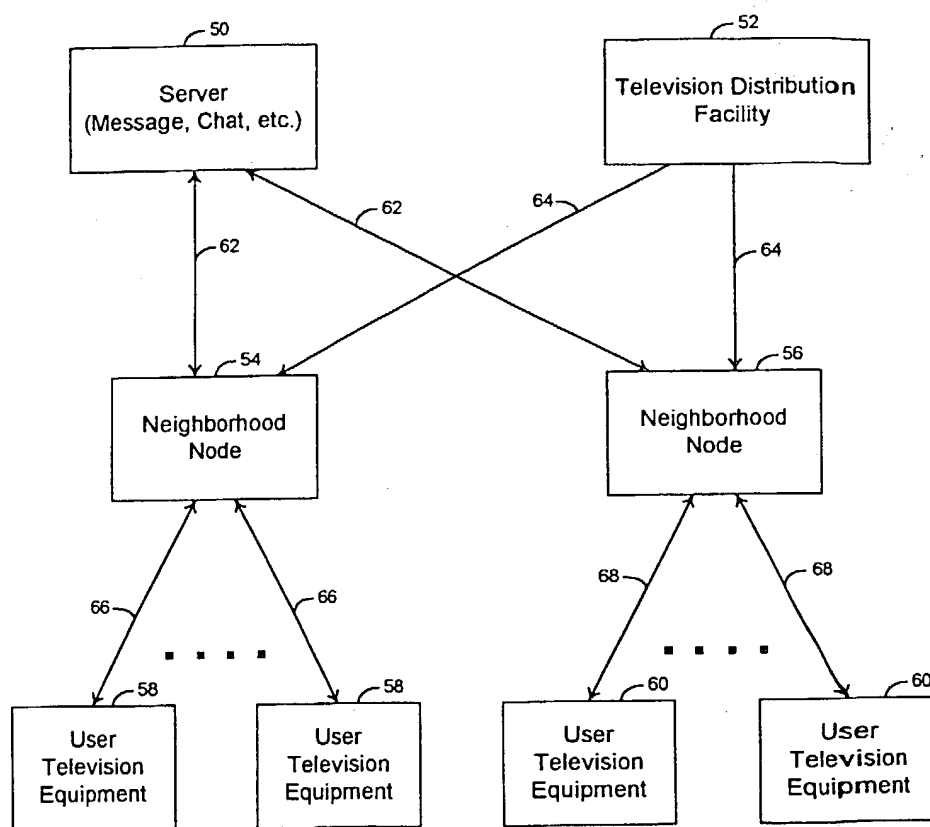 50
52
Server
(Message, Chat, etc.)
Television Distribution
Facility
62
64
62
64
54
56
Neighborhood
Node
Neighborhood
Node
66
66
68
68
58
58
60
60
User
Television
Equipment
User
Television
Equipment
User
Television
Equipment
User
Television
Equipment